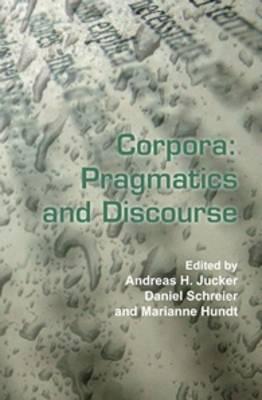 Corpora:
Pragmatics
and Discourse
Edited by
Andreas H. Jucker
Daniel Schreier
and Marianne Hundt